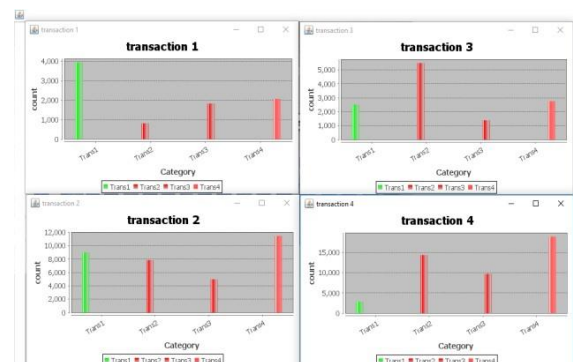 transaction 1
transaction 1
4,000
3,000
2,000
1,000
0
count
Trans1 Trans2 Trans3 Trans4
Category
Trans1 Trans2 Trans3 Trans4
transaction 3
transaction 3
5,000
4,000
3,000
2,000
1,000
0
count
Trans1 Trans2 Trans3 Trans4
Category
Trans1 Trans2 Trans3 Trans4
transaction 2
transaction 2
12,000
10,000
8,000
6,000
4,000
2,000
0
count
Trans1 Trans2 Trans3 Trans4
Category
Trans1 Trans2 Trans3 Trans4
transaction 4
transaction 4
15,000
10,000
5,000
0
count
Trans1 Trans2 Trans3 Trans4
Category
Trans1 Trans2 Trans3 Trans4